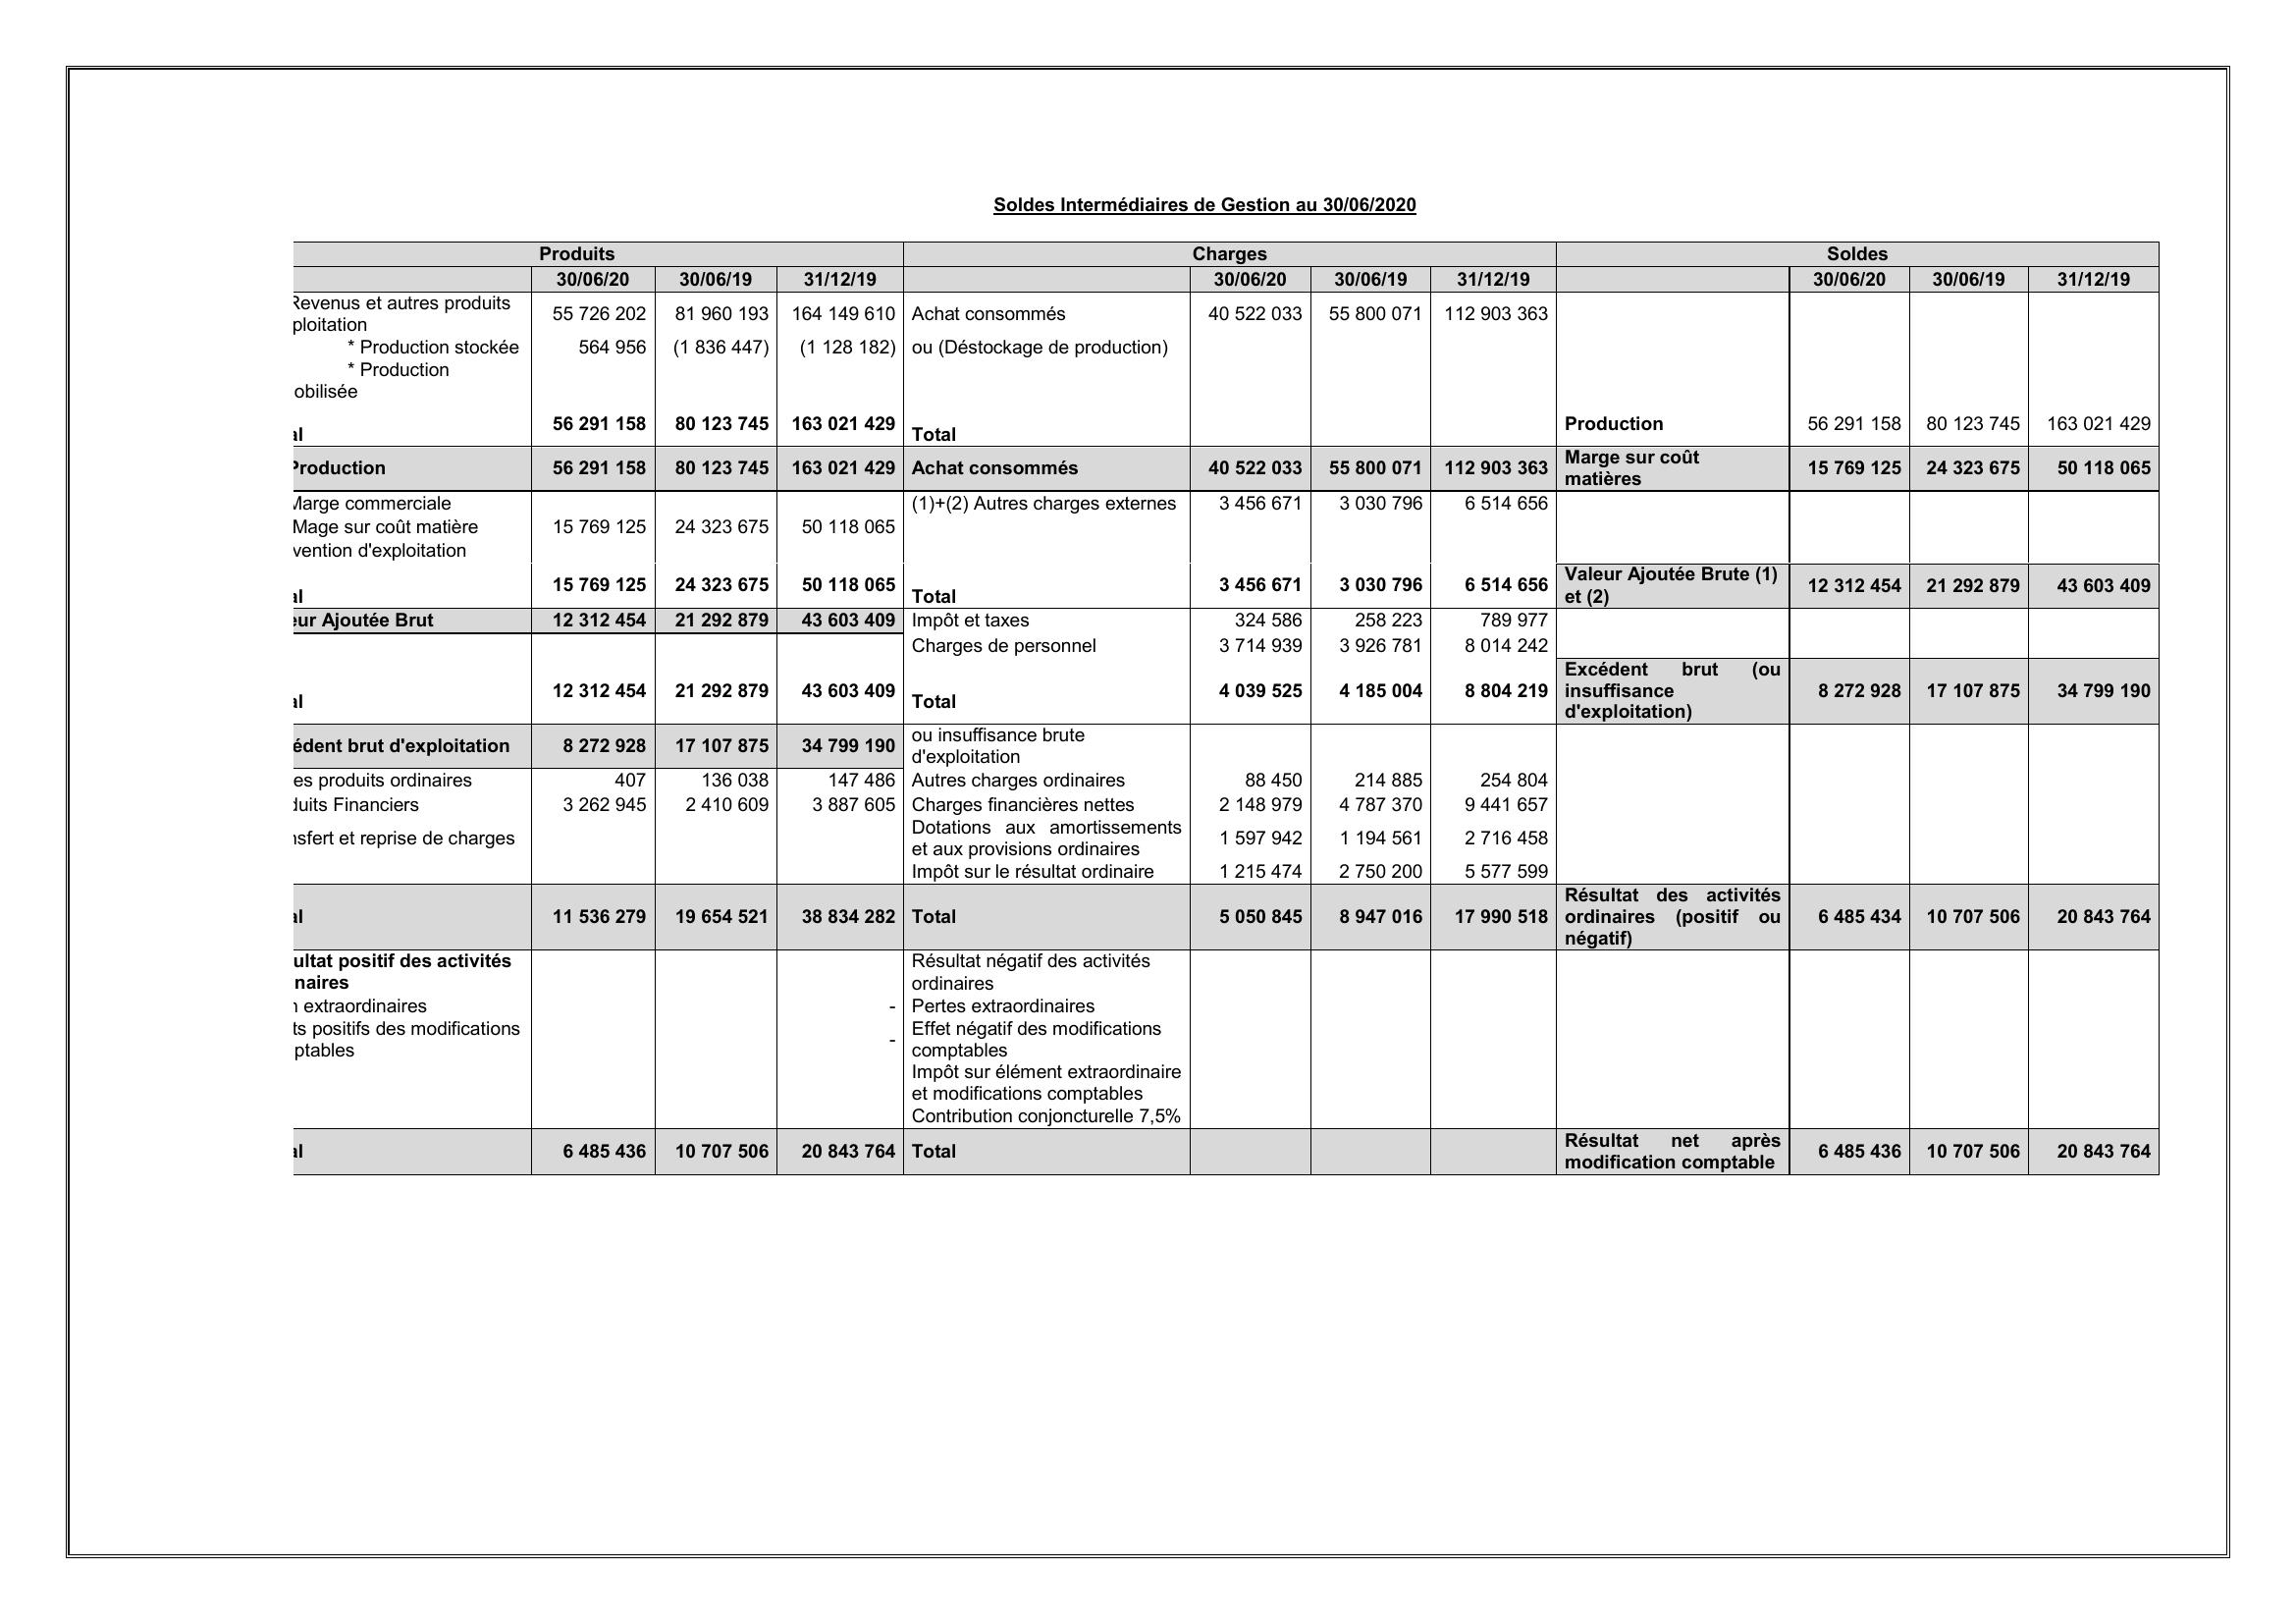 Soldes Intermédiaires de Gestion au 30/06/2020
Produits Charges Soldes
30/06/20 30/06/19 31/12/19 30/06/20 30/06/19 31/12/19 30/06/20 30/06/19 31/12/19
Revenus et autres produits
ploitation 55 726 202 81 960 193 164 149 610 Achat consommés 40 522 033 55 800 071 112 903 363
* Production stockée 564 956 (1 836 447) (1 128 182) ou (Déstockage de production)
* Production
obilisée
al 56 291 158 80 123 745 163 021 429 Total Production 56 291 158 80 123 745 163 021 429
Production 56 291 158 80 123 745 163 021 429 Achat consommés 40 522 033 55 800 071 112 903 363 Marge sur coût
matières 15 769 125 24 323 675 50 118 065
Marge commerciale (1)+(2) Autres charges externes 3 456 671 3 030 796 6 514 656
Mage sur coût matière 15 769 125 24 323 675 50 118 065
vention d'exploitation
al 15 769 125 24 323 675 50 118 065 Total 3 456 671 3 030 796 6 514 656 Valeur Ajoutée Brute (1)
et (2) 12 312 454 21 292 879 43 603 409
eur Ajoutée Brut 12 312 454 21 292 879 43 603 409 Impôt et taxes 324 586 258 223 789 977
Charges de personnel 3 714 939 3 926 781 8 014 242
al 12 312 454 21 292 879 43 603 409 Total 4 039 525 4 185 004 8 804 219 Excédent brut (ou
insuffisance
d'exploitation) 8 272 928 17 107 875 34 799 190
édent brut d'exploitation 8 272 928 17 107 875 34 799 190 ou insuffisance brute
d'exploitation
es produits ordinaires 407 136 038 147 486 Autres charges ordinaires 88 450 214 885 254 804
duits Financiers 3 262 945 2 410 609 3 887 605 Charges financières nettes 2 148 979 4 787 370 9 441 657
nsfert et reprise de charges Dotations aux amortissements
et aux provisions ordinaires 1 597 942 1 194 561 2 716 458
Impôt sur le résultat ordinaire 1 215 474 2 750 200 5 577 599
al 11 536 279 19 654 521 38 834 282 Total 5 050 845 8 947 016 17 990 518 Résultat des activités
ordinaires (positif ou
négatif) 6 485 434 10 707 506 20 843 764
ultat positif des activités
naires Résultat négatif des activités
ordinaires
n extraordinaires - Pertes extraordinaires
ts positifs des modifications
ptables - Effet négatif des modifications
comptables
Impôt sur élément extraordinaire
et modifications comptables
Contribution conjoncturelle 7,5%
al 6 485 436 10 707 506 20 843 764 Total Résultat net après
modification comptable 6 485 436 10 707 506 20 843 764